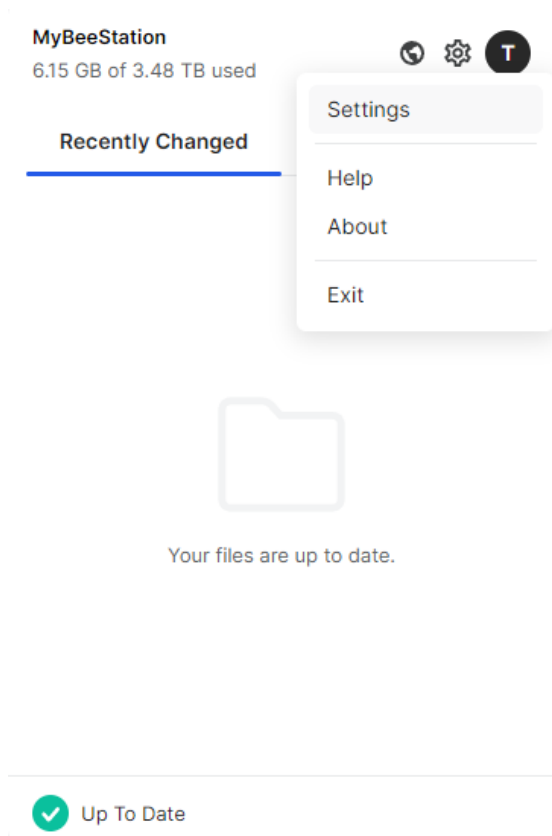 MyBeeStation
6.15 GB of 3.48 TB used
T
Recently Changed
Settings
Help
About
Exit
Your files are up to date.
Up To Date